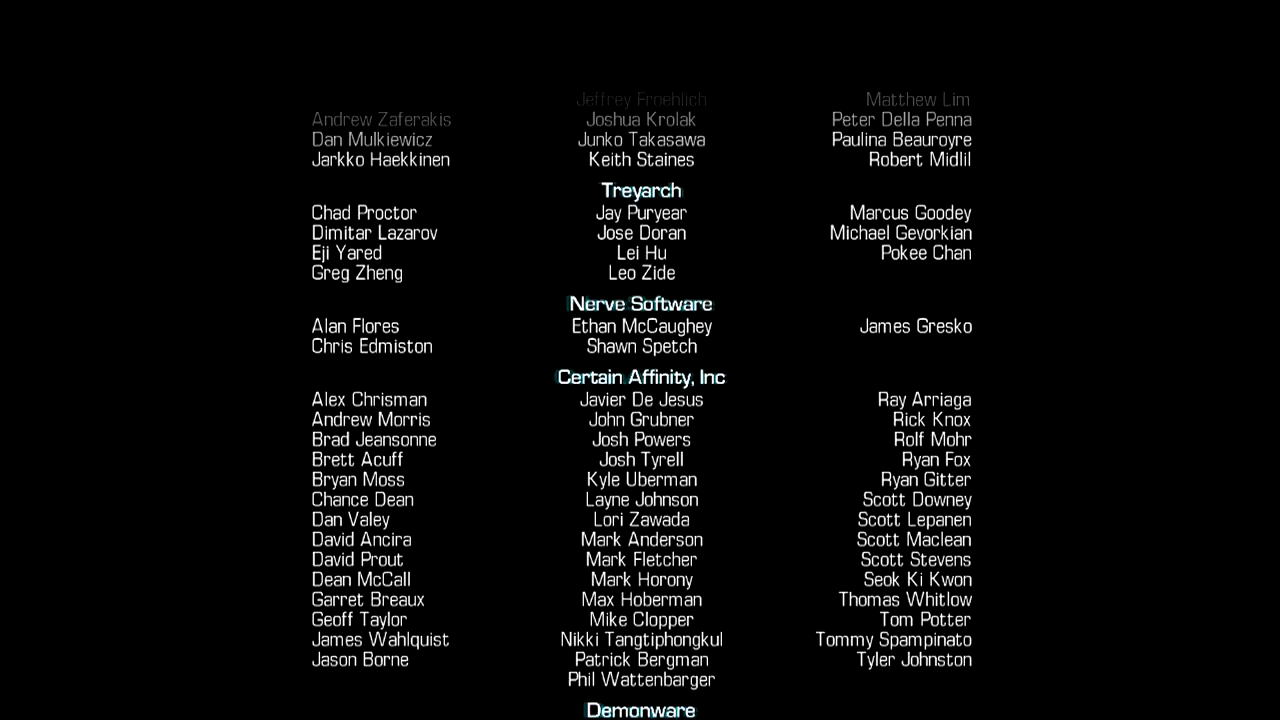 Jeffrey Froehlich Matthew Lim
Andrew Zaferakis Joshua Krolak Peter Della Penna
Dan Mulkiewicz Junko Takasawa Paulina Beauroyre
Jarkko Haekkinen Keith Staines Robert Midlil
Treyarch
Chad Proctor Jay Puryear Marcus Goodey
Dimitar Lazarov Jose Doran Michael Gevorkian
Eji Yared Lei Hu Pokee Chan
Greg Zheng Leo Zide
Nerve Software
Alan Flores Ethan McCaughey James Gresko
Chris Edmiston Shawn Spetch
Certain Affinity, Inc
Alex Chrisman Javier De Jesus Ray Arriaga
Andrew Morris John Grubner Rick Knox
Brad Jeansonne Josh Powers Rolf Mohr
Brett Acuff Josh Tyrell Ryan Fox
Bryan Moss Kyle Uberman Ryan Gitter
Chance Dean Layne Johnson Scott Downey
Dan Valey Lori Zawada Scott Lepanen
David Ancira Mark Anderson Scott Maclean
David Prout Mark Fletcher Scott Stevens
Dean McCall Mark Horony Seok Ki Kwon
Garret Breaux Max Hoberman Thomas Whitlow
Geoff Taylor Mike Clopper Tom Potter
James Wahlquist Nikki Tangtiphongkul Tommy Spampinato
Jason Borne Patrick Bergman Tyler Johnston
Phil Wattenbarger
Demonware